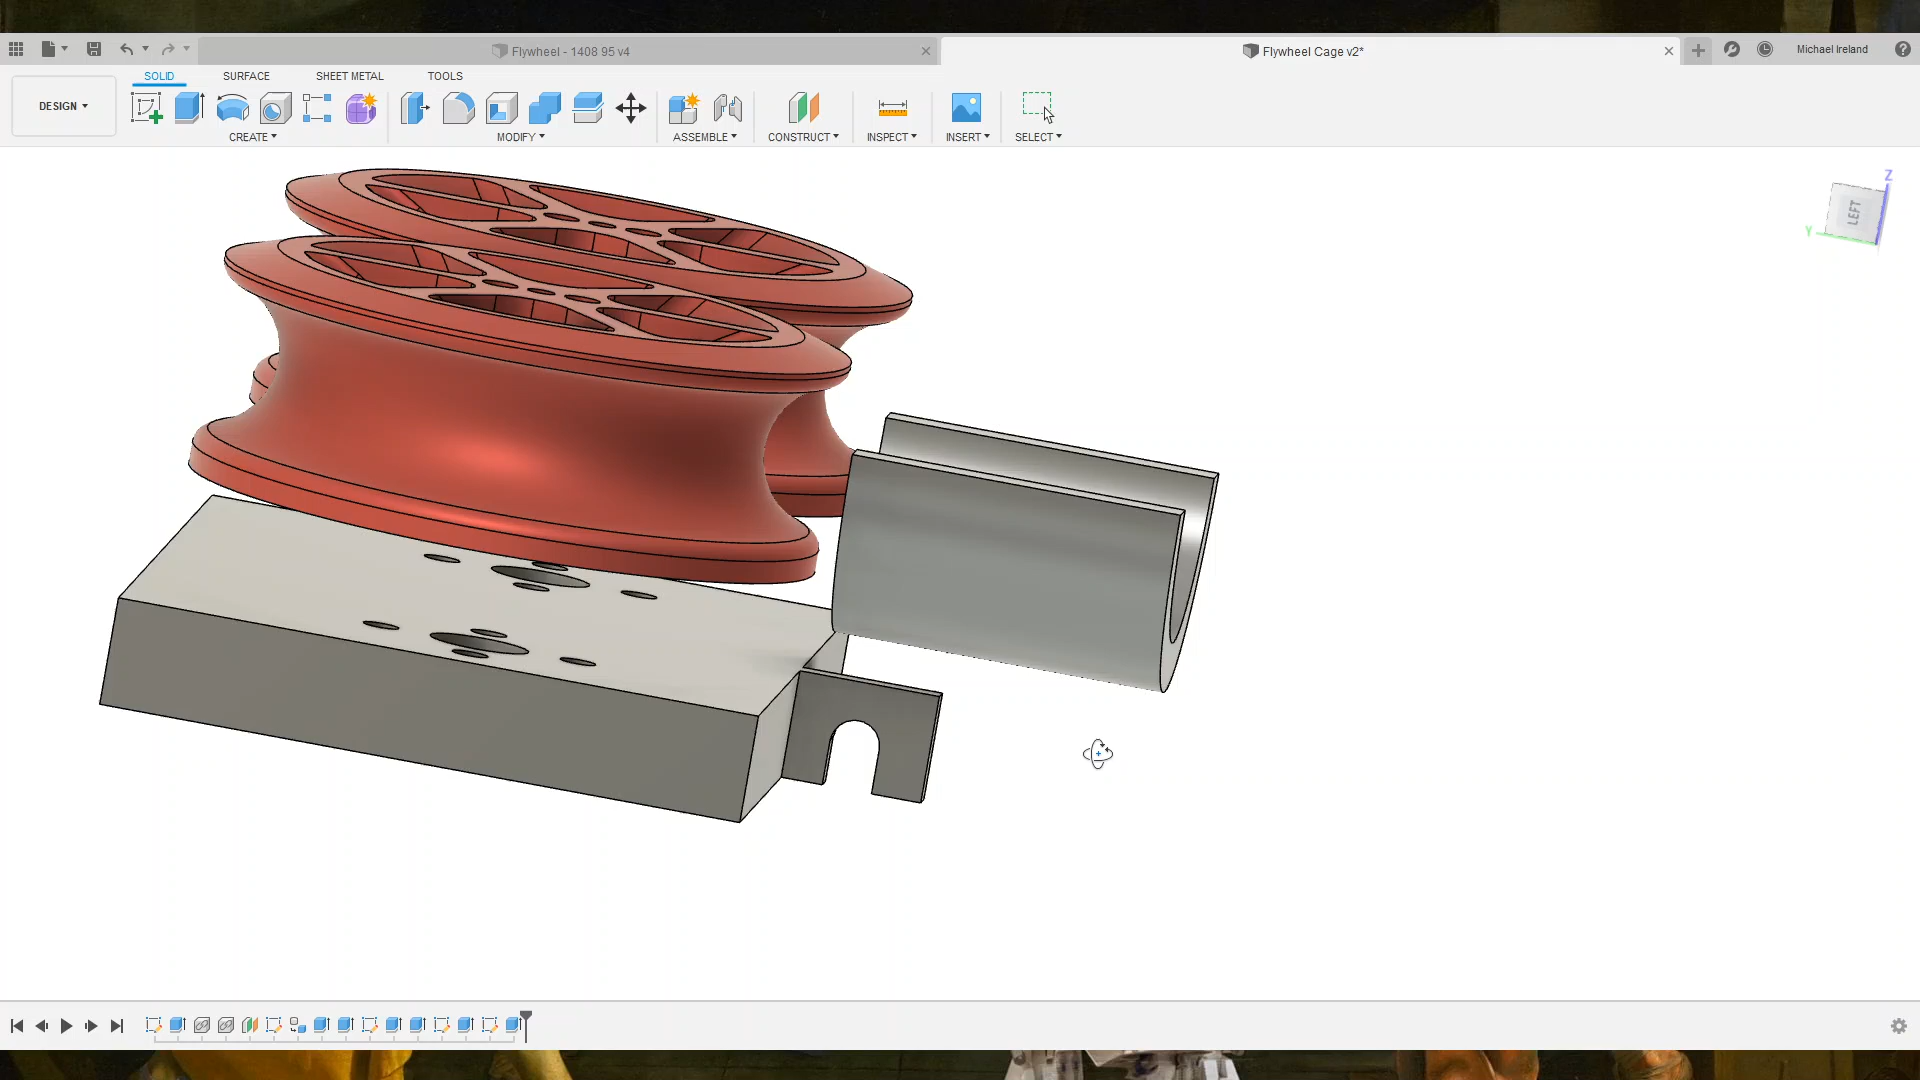 Flywheel - 1408 95 v4
Flywheel Cage v2*
Michael Ireland
SOLID
SURFACE
SHEET METAL
TOOLS
DESIGN
CREATE
MODIFY
ASSEMBLE
CONSTRUCT
INSPECT
INSERT
SELECT
Z
LEFT
Y